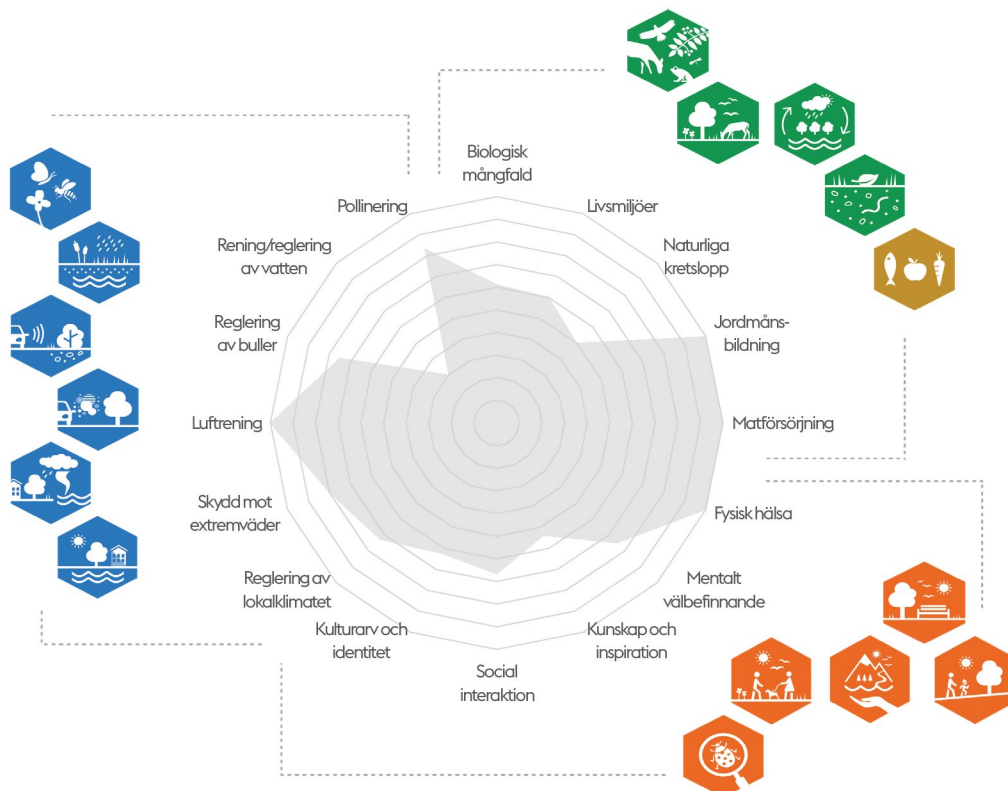 Biologisk
mångfald
Livsmiljöer
Naturliga
kretslopp
Jordmåns-
bildning
Matförsörjning
Fysisk hälsa
Mentalt
välbefinnande
Kunskap och
inspiration
Social
interaktion
Kulturarv och
identitet
Reglering av
lokalklimatet
Skydd mot
extremväder
Luftrening
Reglering
av buller
Rening/reglering
av vatten
Pollinering